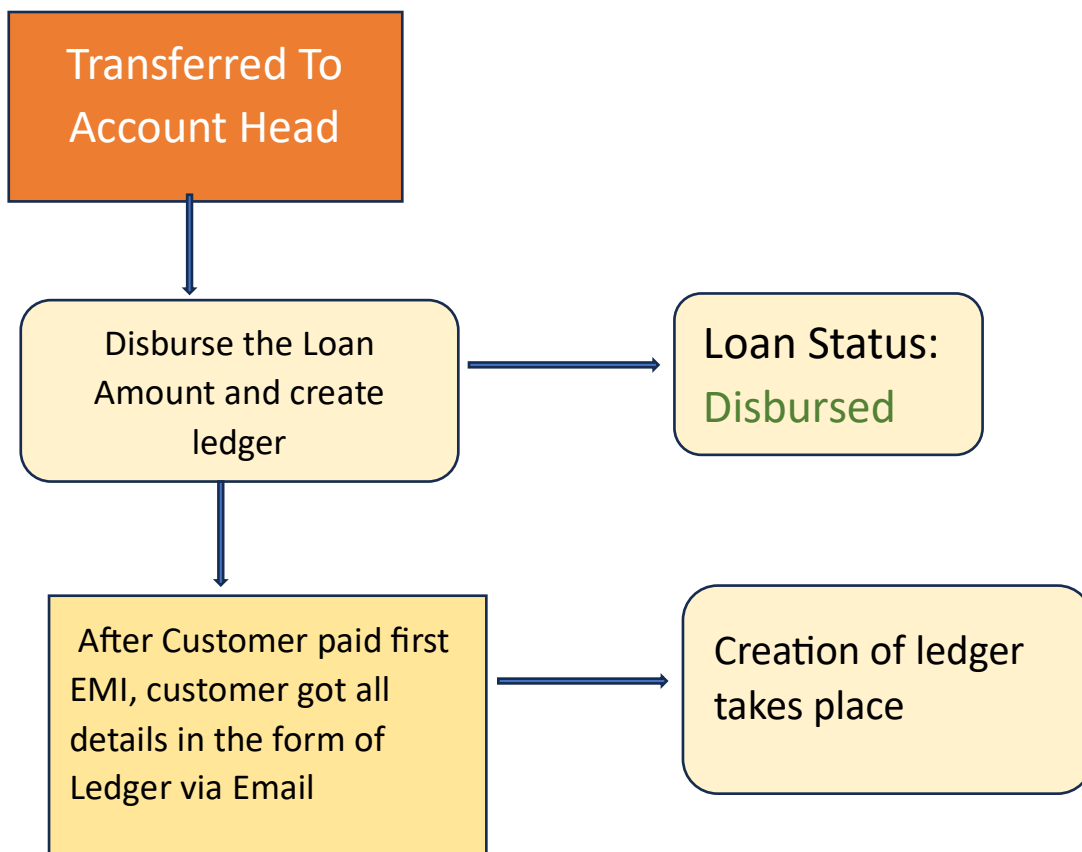 Transferred To
Account Head
Disburse the Loan
Amount and create
ledger
Loan Status:
Disbursed
After Customer paid first
EMI, customer got all
details in the form of
Ledger via Email
Creation of ledger
takes place